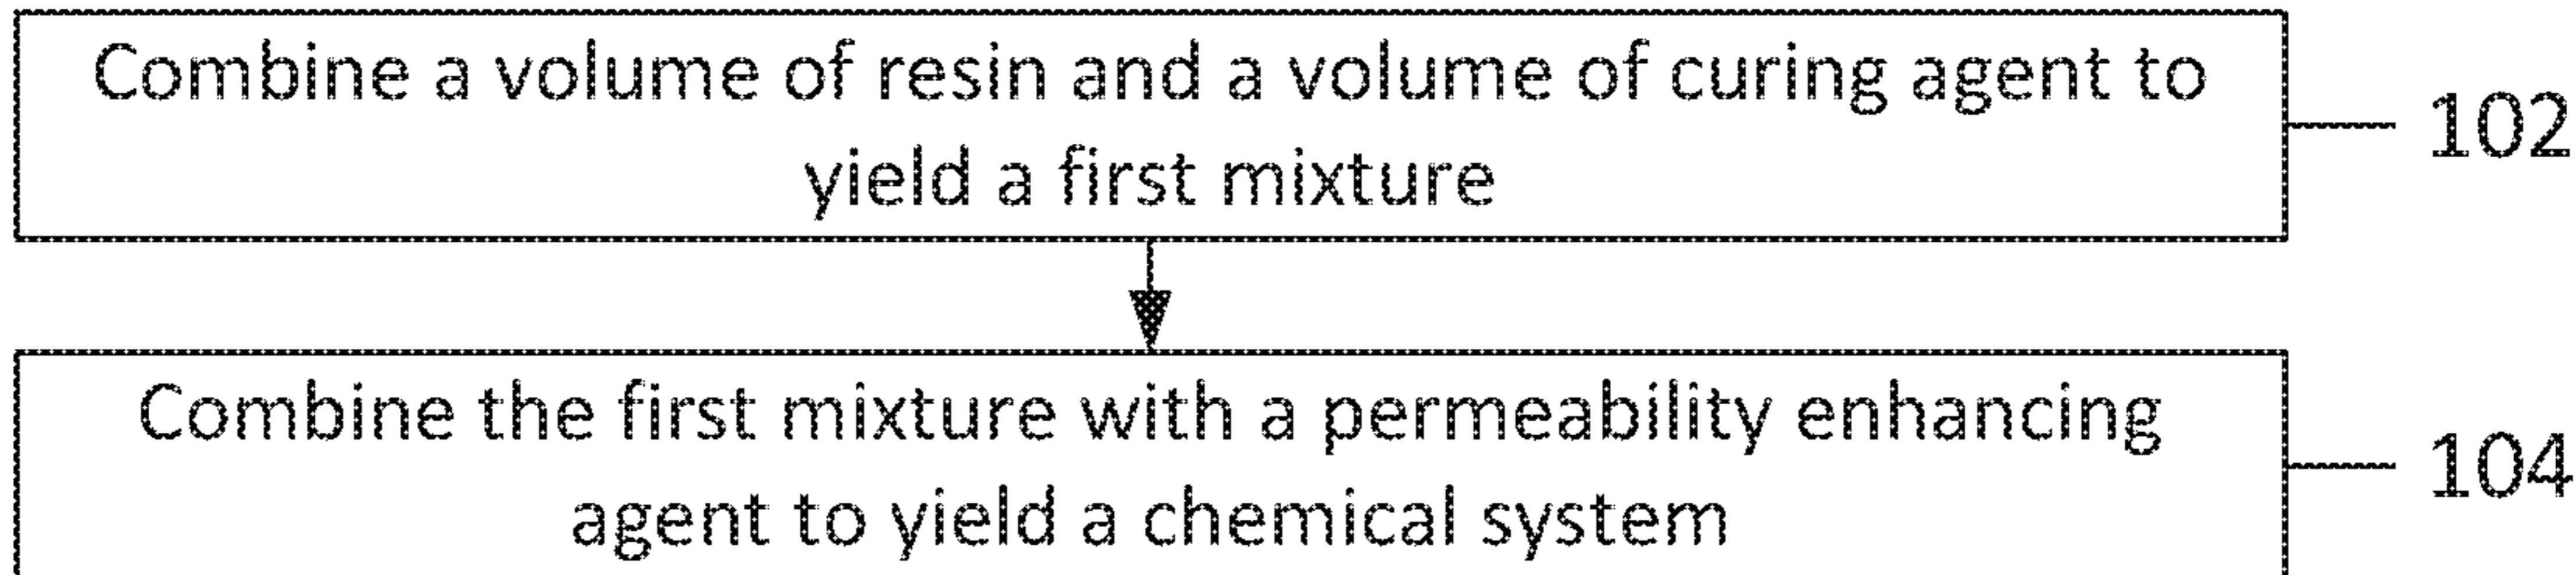 Combine a volume of resin and a volume of curing agent to
yield a first mixture
102
Combine the first mixture with a permeability enhancing
agent to yield a chemical system
104